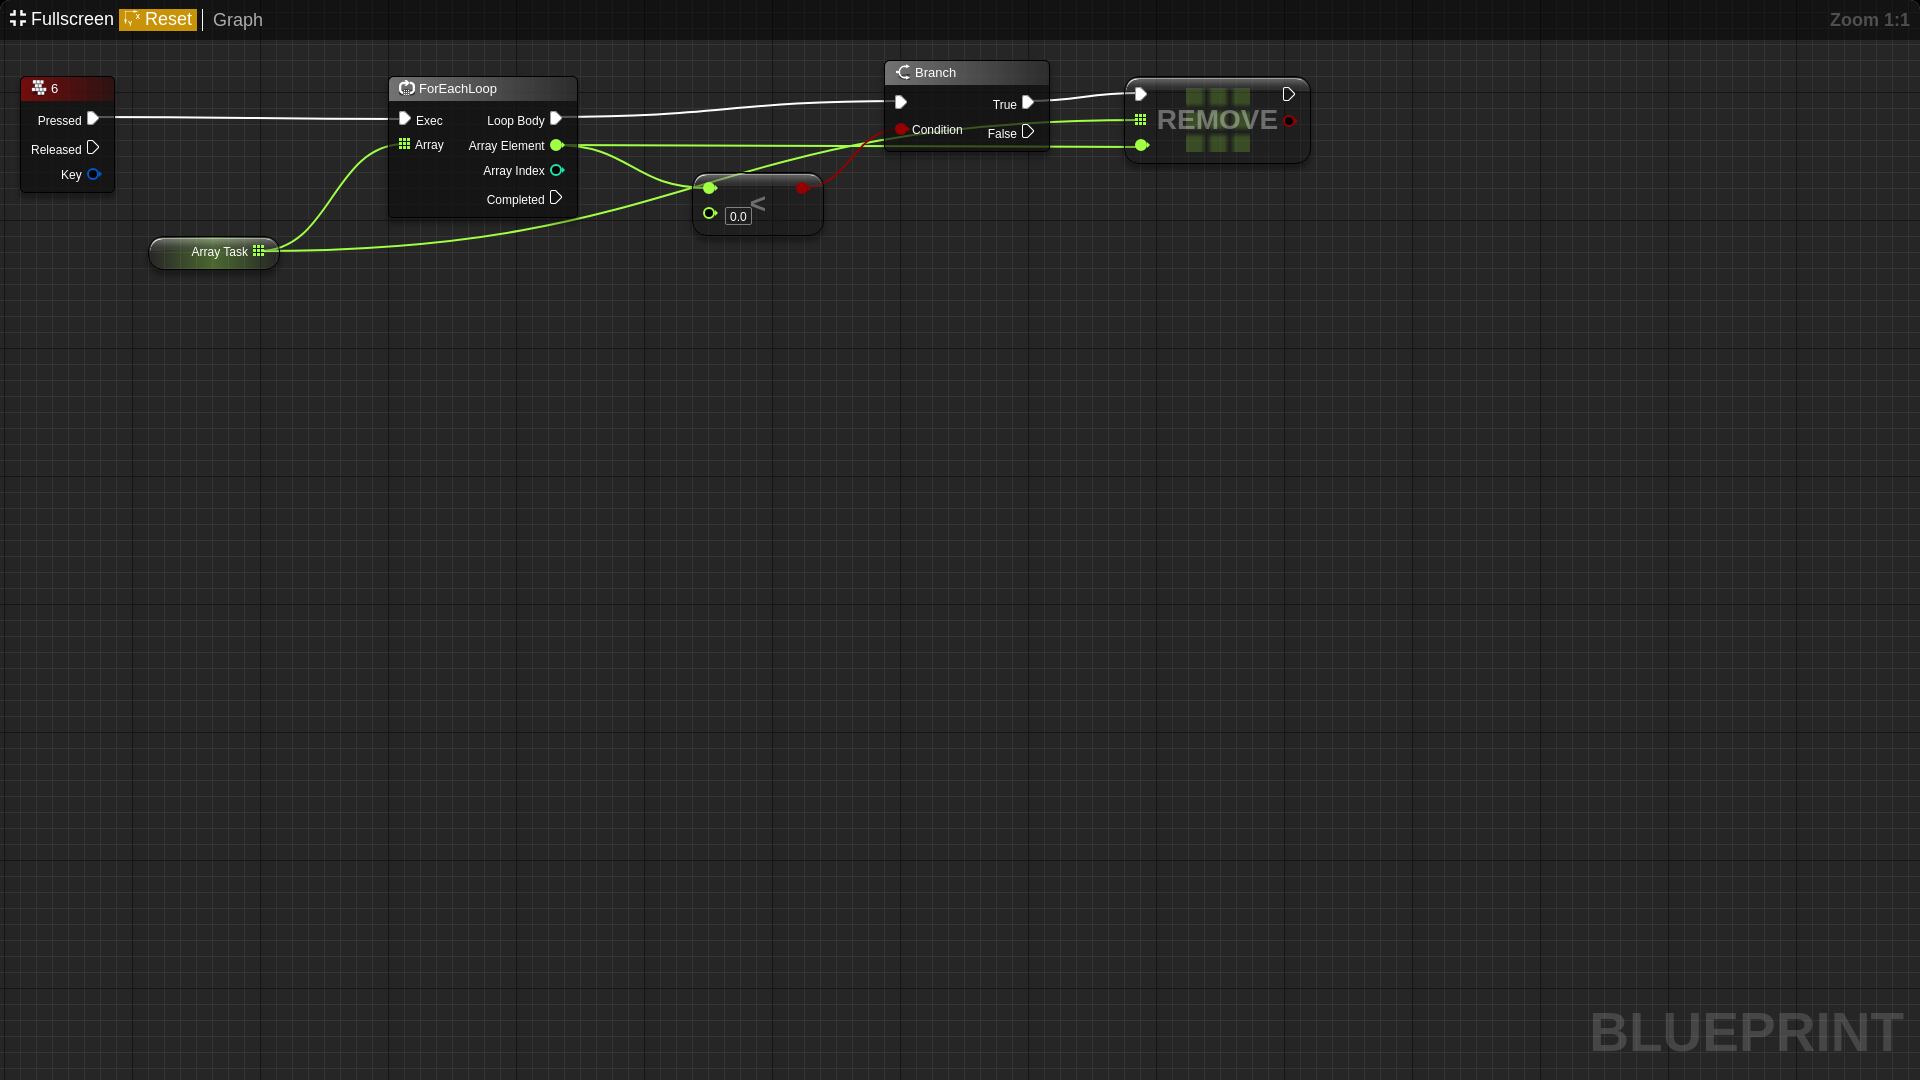 Fullscreen Reset Graph Zoom 1:1
6
Pressed
Released
Key
Array Task
ForEachLoop
Exec Loop Body
Array Array Element
Array Index
Completed
<
0.0
Branch
True
Condition False
REMOVE
BLUEPRINT